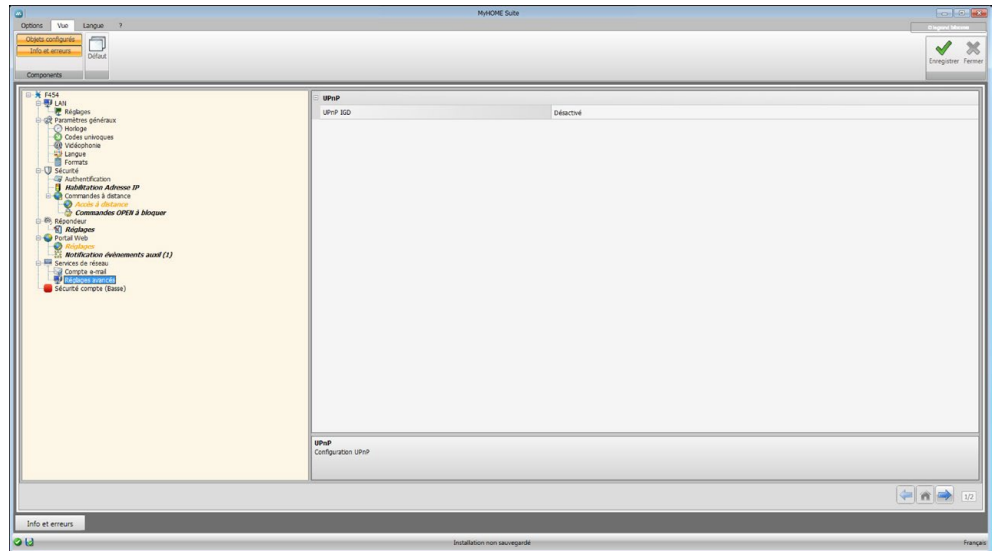 MyHOME Suite
Options Vue Langue ?
Objets configurés
Info et erreurs
Défaut
Components
Enregistrer Fermer
F454
LAN
Réglages
Paramètres généraux
Horloge
Codes univoques
Vidéophonie
Langue
Formats
Sécurité
Authentification
Habilitation Adresse IP
Commandes à distance
Accès à distance
Commandes OPEN à bloquer
Répondeur
Réglages
Portail Web
Réglages
Notification évènements auxil (1)
Services de réseau
Compte e-mail
Réglages avancés
Sécurité compte (Basse)
UPnP
UPnP IGD Désactivé
UPnP
Configuration UPnP
1/2
Info et erreurs
Installation non sauvegardé
Français